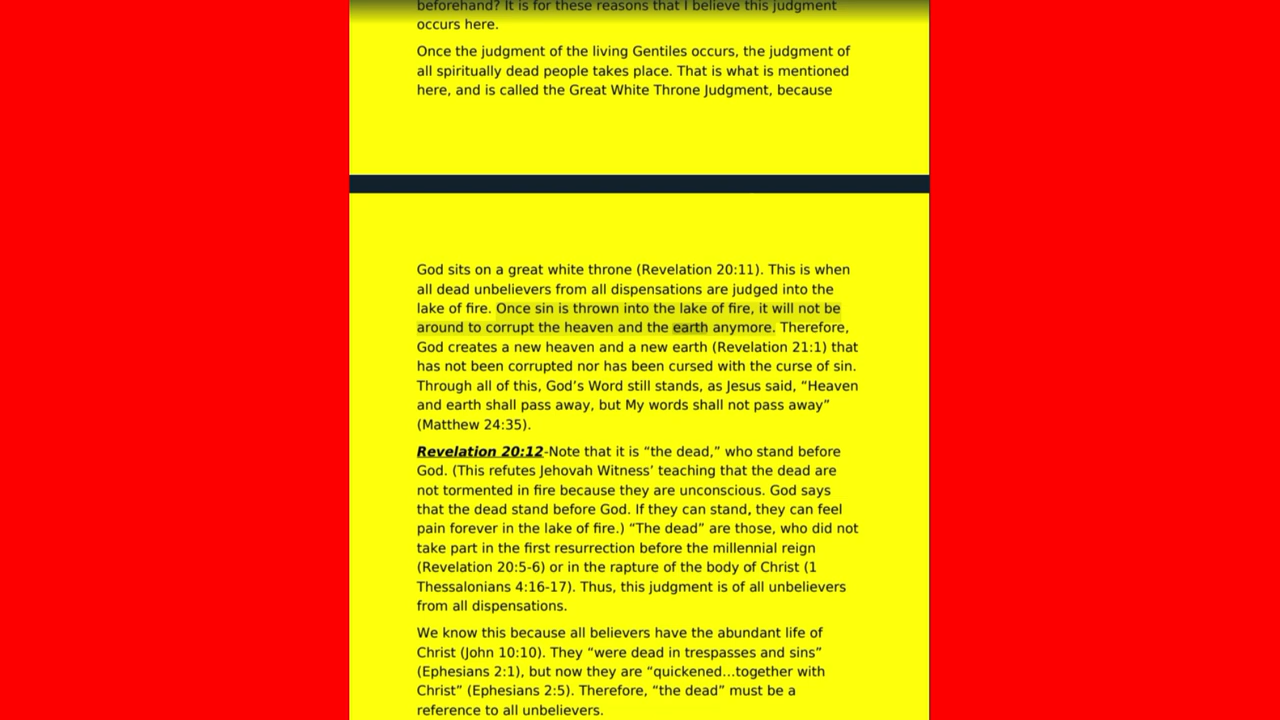 beforehand? It is for these reasons that I believe this judgment
occurs here.
Once the judgment of the living Gentiles occurs, the judgment of
all spiritually dead people takes place. That is what is mentioned
here, and is called the Great White Throne Judgment, because
God sits on a great white throne (Revelation 20:11). This is when
all dead unbelievers from all dispensations are judged into the
lake of fire. Once sin is thrown into the lake of fire, it will not be
around to corrupt the heaven and the earth anymore. Therefore,
God creates a new heaven and a new earth (Revelation 21:1) that
has not been corrupted nor has been cursed with the curse of sin.
Through all of this, God’s Word still stands, as Jesus said, “Heaven
and earth shall pass away, but My words shall not pass away”
(Matthew 24:35).
Revelation 20:12-Note that it is “the dead,” who stand before
God. (This refutes Jehovah Witness’ teaching that the dead are
not tormented in fire because they are unconscious. God says
that the dead stand before God. If they can stand, they can feel
pain forever in the lake of fire.) “The dead” are those, who did not
take part in the first resurrection before the millennial reign
(Revelation 20:5-6) or in the rapture of the body of Christ (1
Thessalonians 4:16-17). Thus, this judgment is of all unbelievers
from all dispensations.
We know this because all believers have the abundant life of
Christ (John 10:10). They “were dead in trespasses and sins”
(Ephesians 2:1), but now they are “quickened…together with
Christ” (Ephesians 2:5). Therefore, “the dead” must be a
reference to all unbelievers.